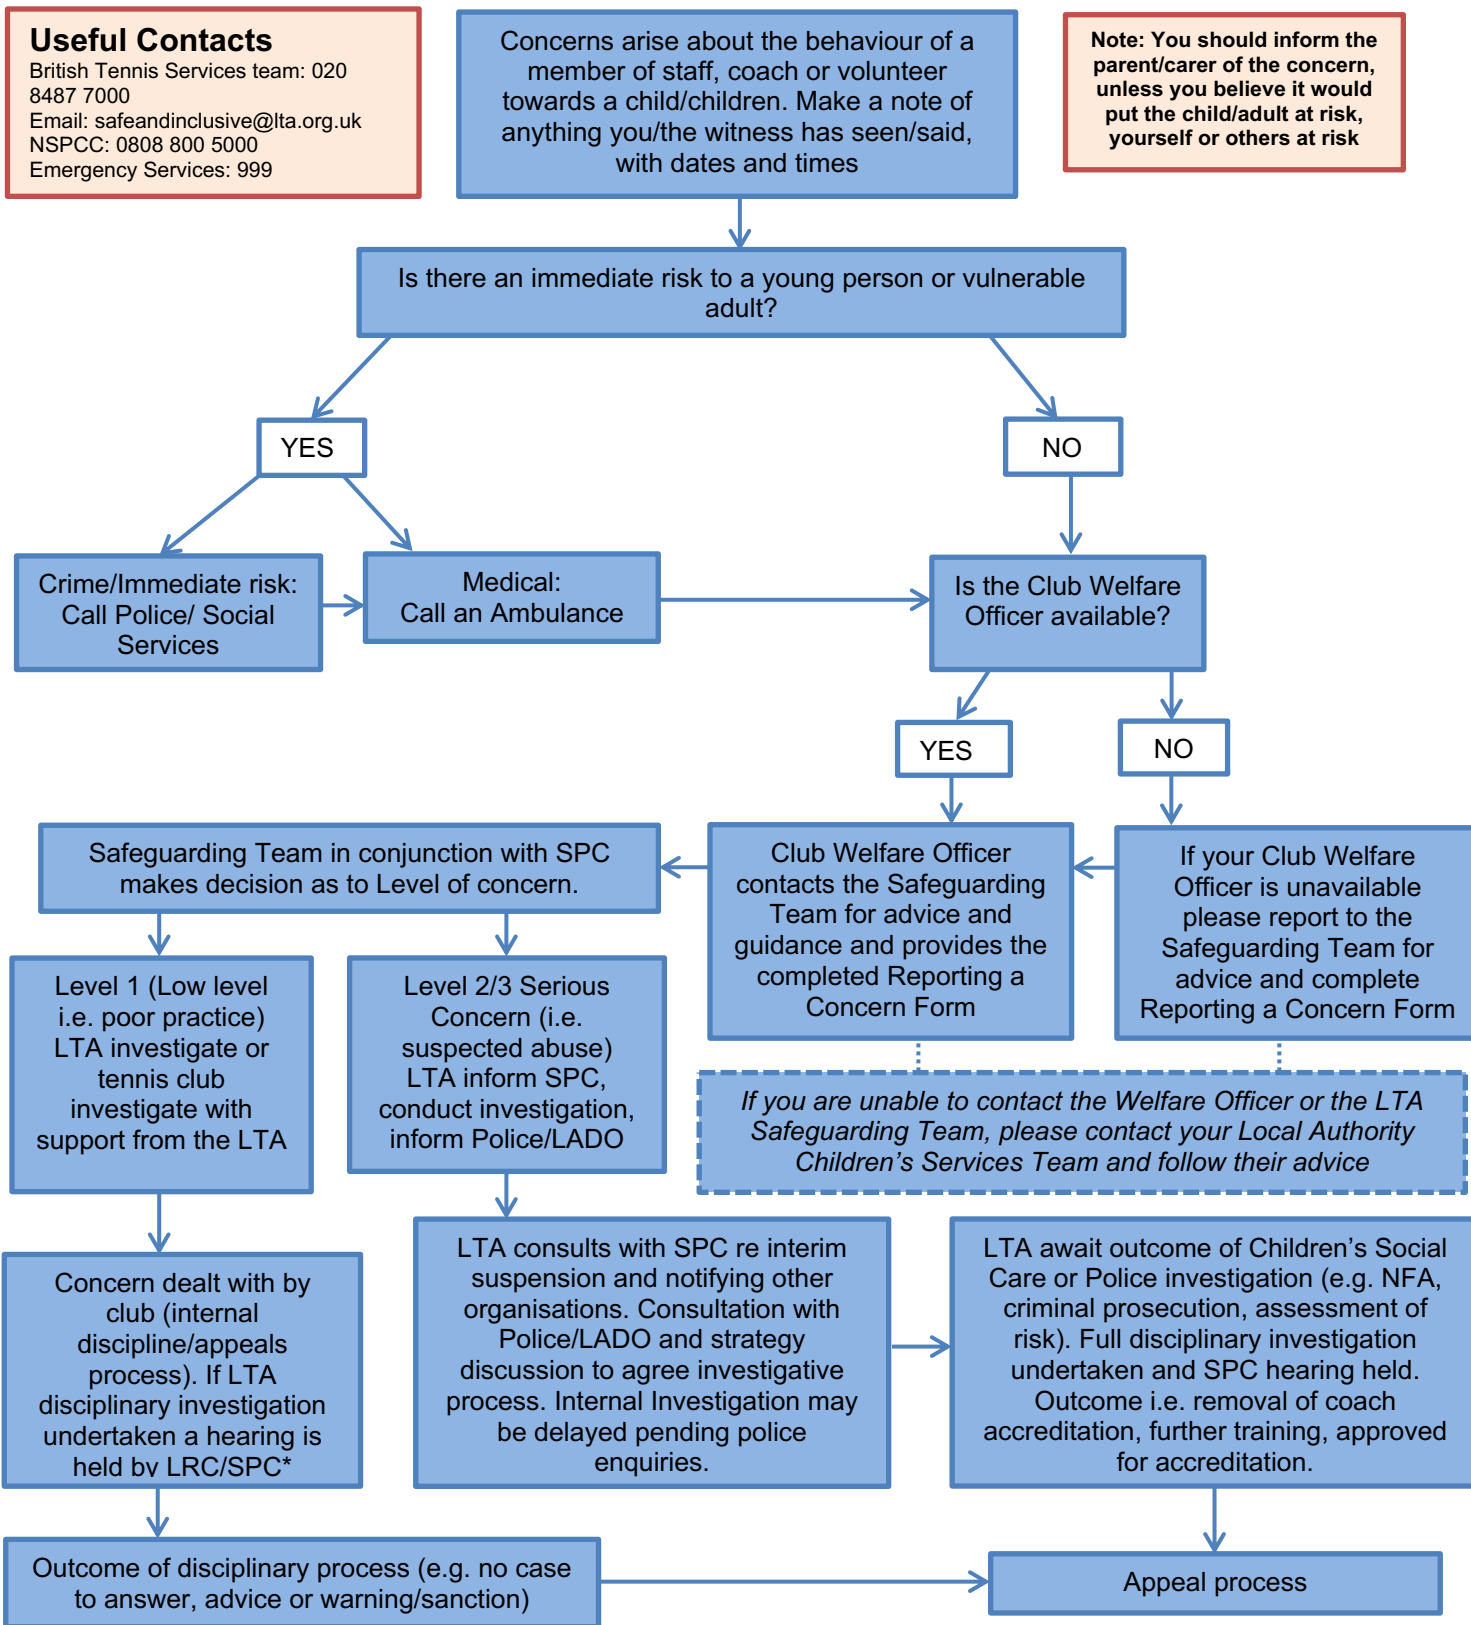 Useful Contacts
British Tennis Services team: 020
8487 7000
Email: safeandinclusive@lta.org.uk
NSPCC: 0808 800 5000
Emergency Services: 999
Concerns arise about the behaviour of a
member of staff, coach or volunteer
towards a child/children. Make a note of
anything you/the witness has seen/said,
with dates and times
Note: You should inform the
parent/carer of the concern,
unless you believe it would
put the child/adult at risk,
yourself or others at risk
Is there an immediate risk to a young person or vulnerable
adult?
YES
NO
Crime/Immediate risk:
Call Police/ Social
Services
Medical:
Call an Ambulance
Is the Club Welfare
Officer available?
YES
NO
Safeguarding Team in conjunction with SPC
makes decision as to Level of concern.
Club Welfare Officer
contacts the Safeguarding
Team for advice and
guidance and provides the
completed Reporting a
Concern Form
If your Club Welfare
Officer is unavailable
please report to the
Safeguarding Team for
advice and complete
Reporting a Concern Form
Level 1 (Low level
i.e. poor practice)
LTA investigate or
tennis club
investigate with
support from the LTA
Level 2/3 Serious
Concern (i.e.
suspected abuse)
LTA inform SPC,
conduct investigation,
inform Police/LADO
If you are unable to contact the Welfare Officer or the LTA
Safeguarding Team, please contact your Local Authority
Children’s Services Team and follow their advice
Concern dealt with by
club (internal
discipline/appeals
process). If LTA
disciplinary investigation
undertaken a hearing is
held by LRC/SPC*
LTA consults with SPC re interim
suspension and notifying other
organisations. Consultation with
Police/LADO and strategy
discussion to agree investigative
process. Internal Investigation may
be delayed pending police
enquiries.
LTA await outcome of Children’s Social
Care or Police investigation (e.g. NFA,
criminal prosecution, assessment of
risk). Full disciplinary investigation
undertaken and SPC hearing held.
Outcome i.e. removal of coach
accreditation, further training, approved
for accreditation.
Outcome of disciplinary process (e.g. no case
to answer, advice or warning/sanction)
Appeal process